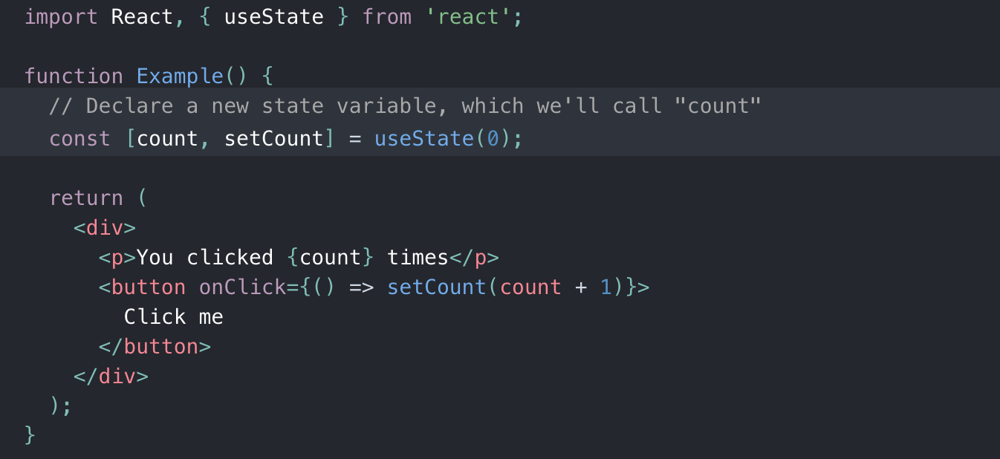 import React, { useState } from 'react';

function Example() {
  // Declare a new state variable, which we'll call "count"
  const [count, setCount] = useState(0);

  return (
    <div>
      <p>You clicked {count} times</p>
      <button onClick={() => setCount(count + 1)}>
        Click me
      </button>
    </div>
  );
}